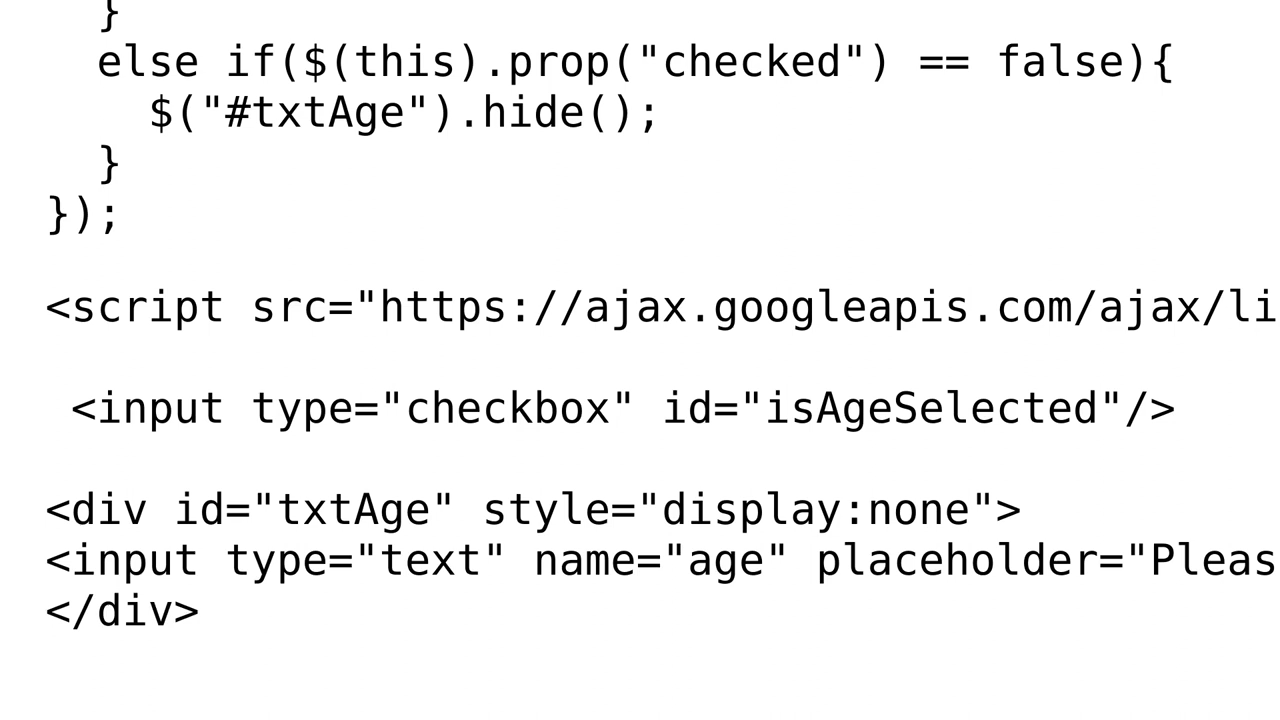 }
else if($(this).prop("checked") == false){
$("#txtAge").hide();
}
});
<script src="https://ajax.googleapis.com/ajax/li
<input type="checkbox" id="isAgeSelected"/>
<div id="txtAge" style="display:none">
<input type="text" name="age" placeholder="Pleas
</div>